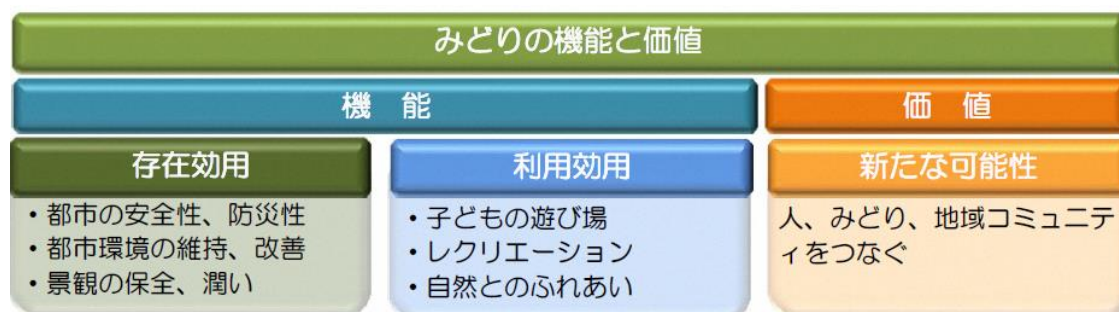 みどりの機能と価値
機 能
価 値
存在効用
・都市の安全性、防災性
・都市環境の維持、改善
・景観の保全、潤い
利用効用
・子どもの遊び場
・レクリエーション
・自然とのふれあい
新たな可能性
人、みどり、地域コミュニテ
ィをつなぐ